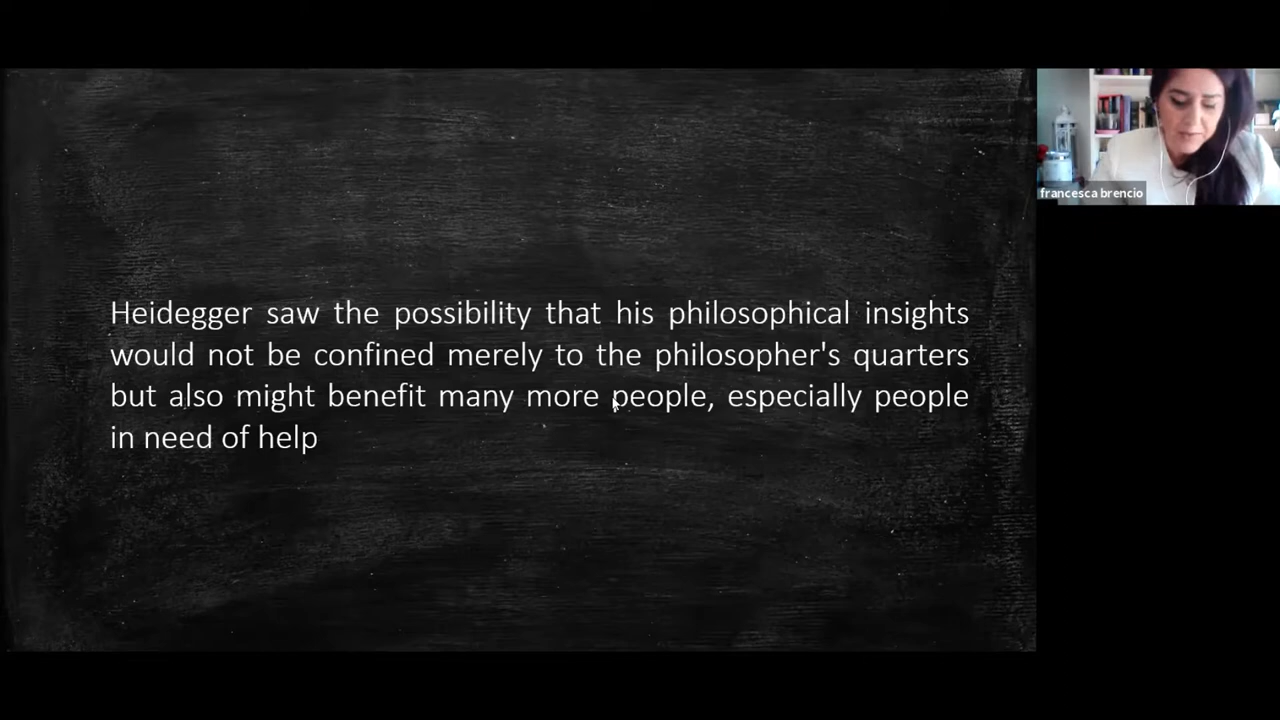 Heidegger saw the possibility that his philosophical insights
would not be confined merely to the philosopher's quarters
but also might benefit many more people, especially people
in need of help
francesca brencio